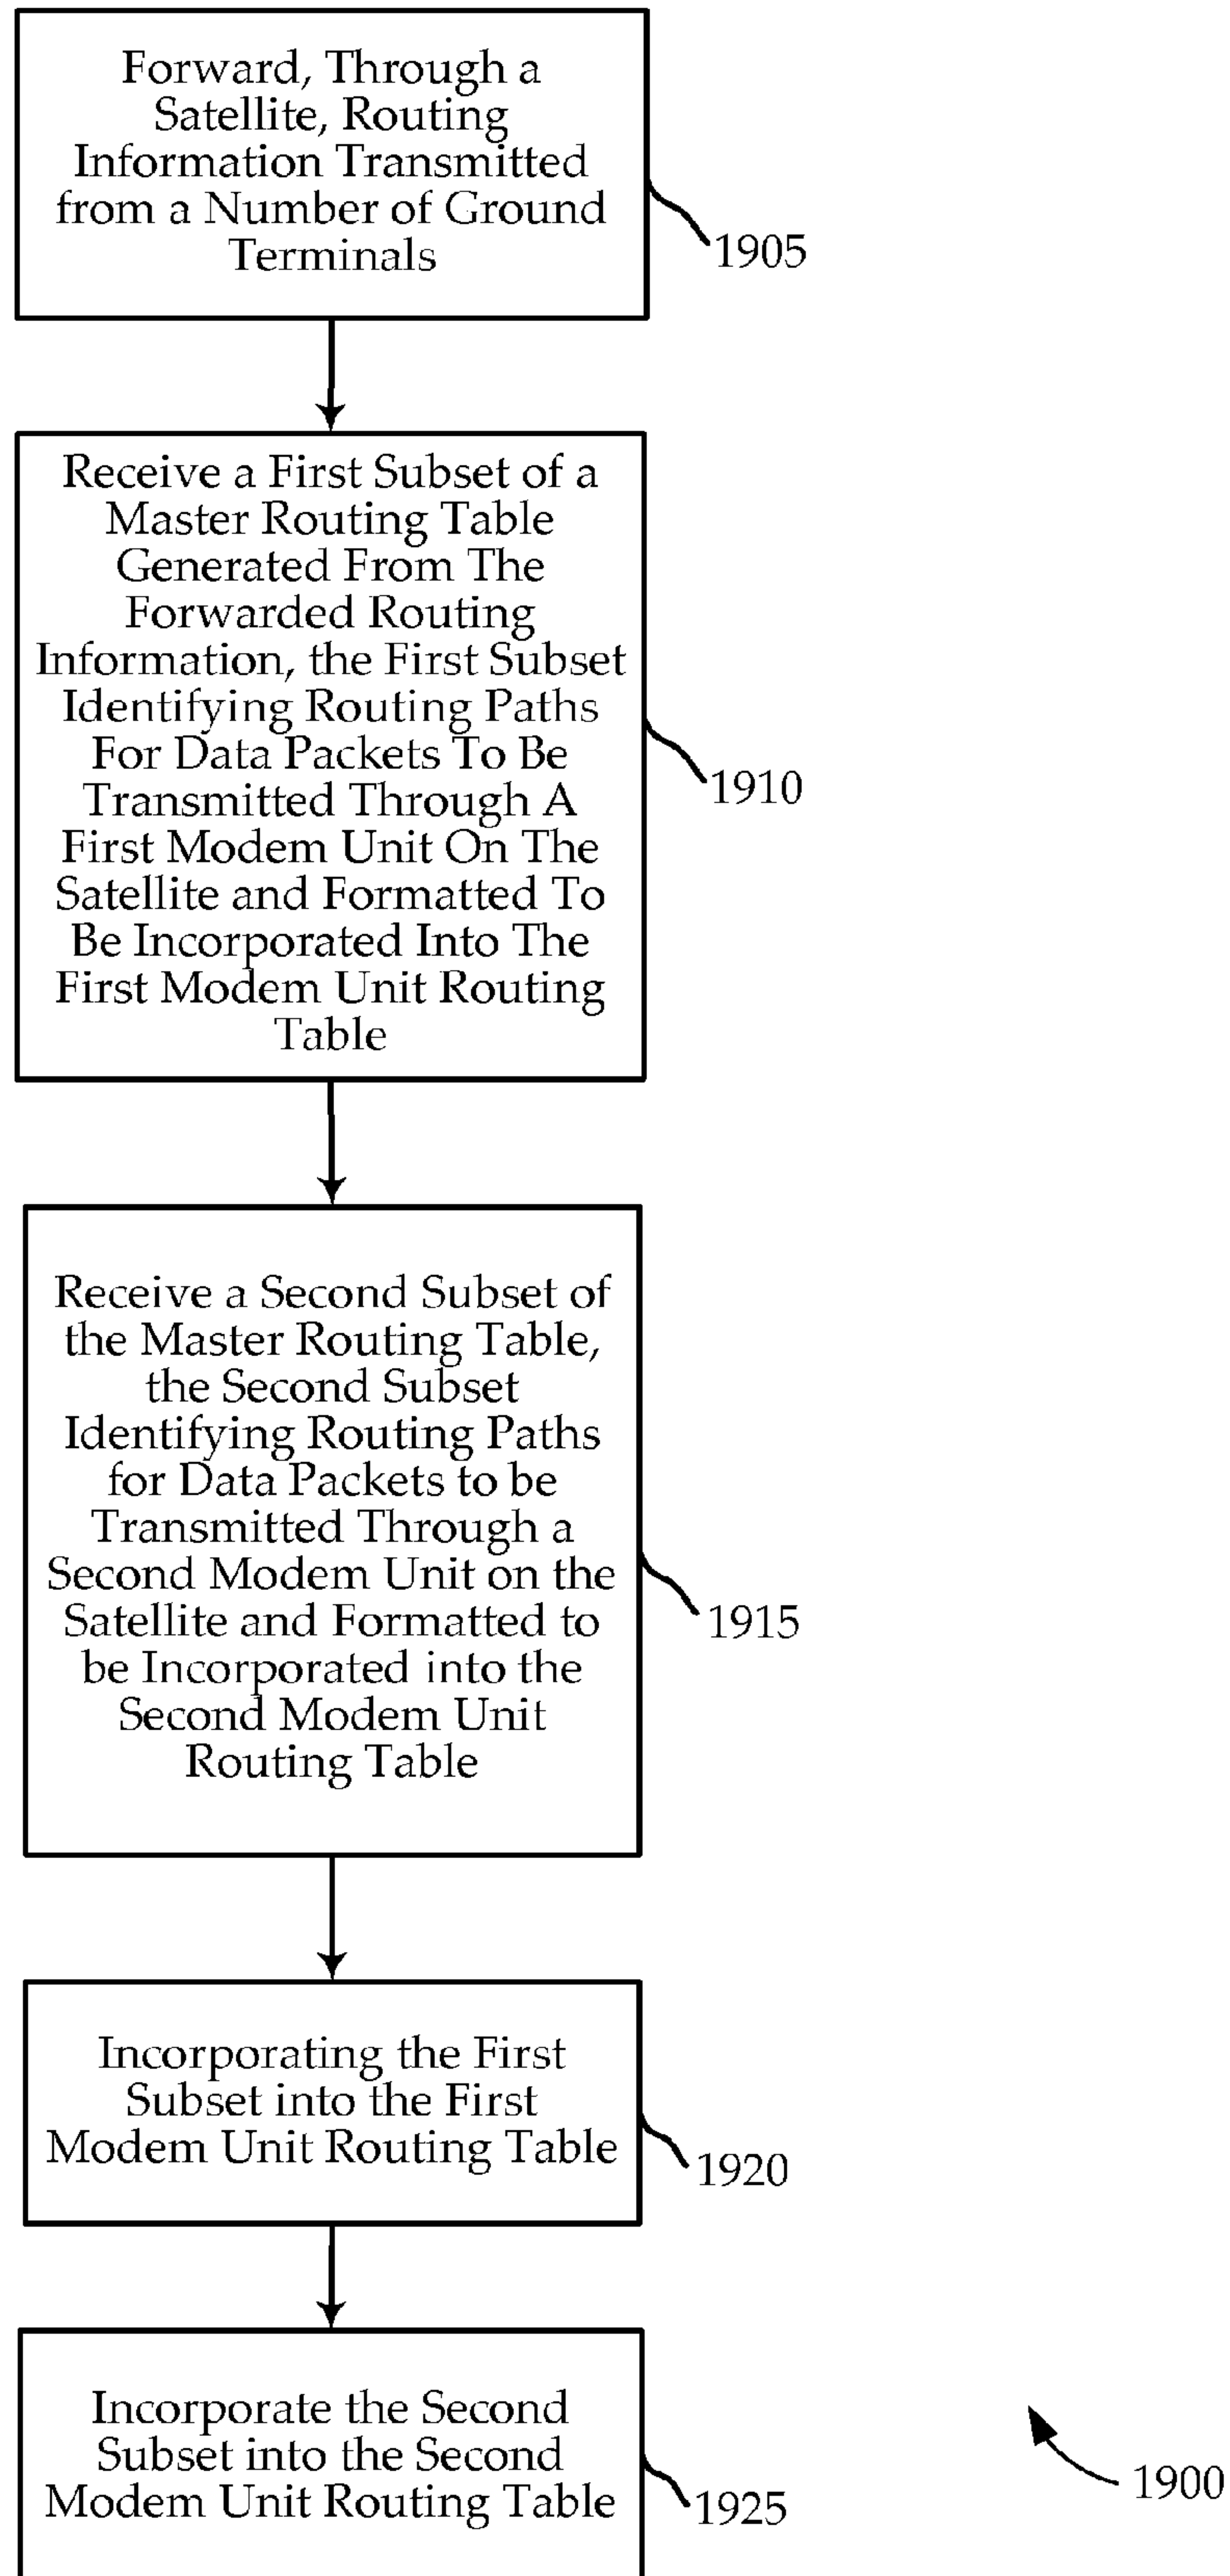 Forward, Through a
Satellite, Routing
Information Transmitted
from a Number of Ground
Terminals
1905
Receive a First Subset of a
Master Routing Table
Generated From The
Forwarded Routing
Information, the First Subset
Identifying Routing Paths
For Data Packets To Be
Transmitted Through A
First Modem Unit On The
Satellite and Formatted To
Be Incorporated Into The
First Modem Unit Routing
Table
1910
Receive a Second Subset of
the Master Routing Table,
the Second Subset
Identifying Routing Paths
for Data Packets to be
Transmitted Through a
Second Modem Unit on the
Satellite and Formatted to
be Incorporated into the
Second Modem Unit
Routing Table
1915
Incorporating the First
Subset into the First
Modem Unit Routing Table
1920
Incorporate the Second
Subset into the Second
Modem Unit Routing Table
1925
1900